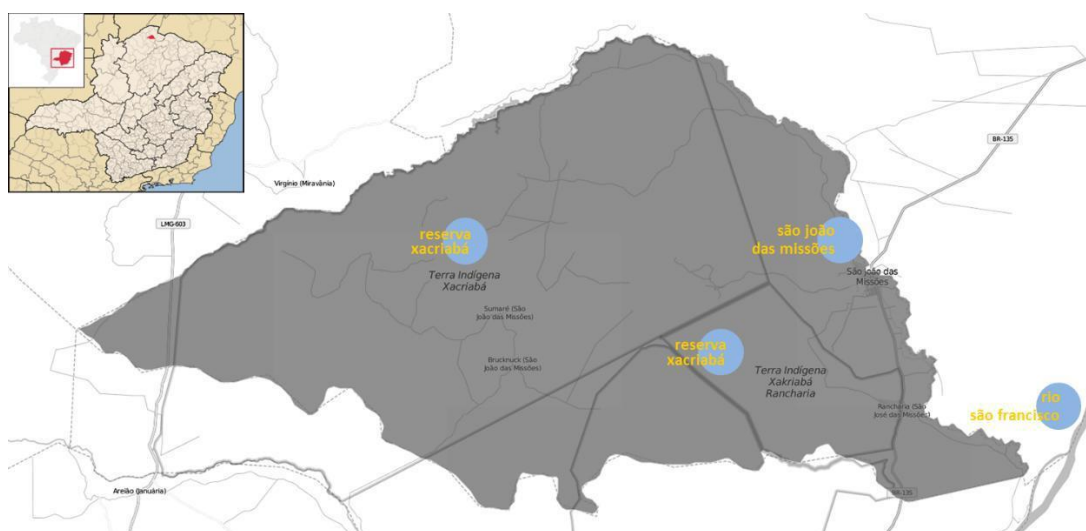 BR-135
Virgínio (Miravânia)
LMG-603
reserva
xacriabá
são joão
das missões
Terra Indígena
Xacriabá
São João das
Missões
Sumaré (São
João das Missões)
reserva
xacriabá
Brucknuck (São
João das Missões)
Terra Indígena
Xakriabá
Rancharia
rio
são francisco
Rancharia (São
José das Missões)
Areião (Januária)
BR-135